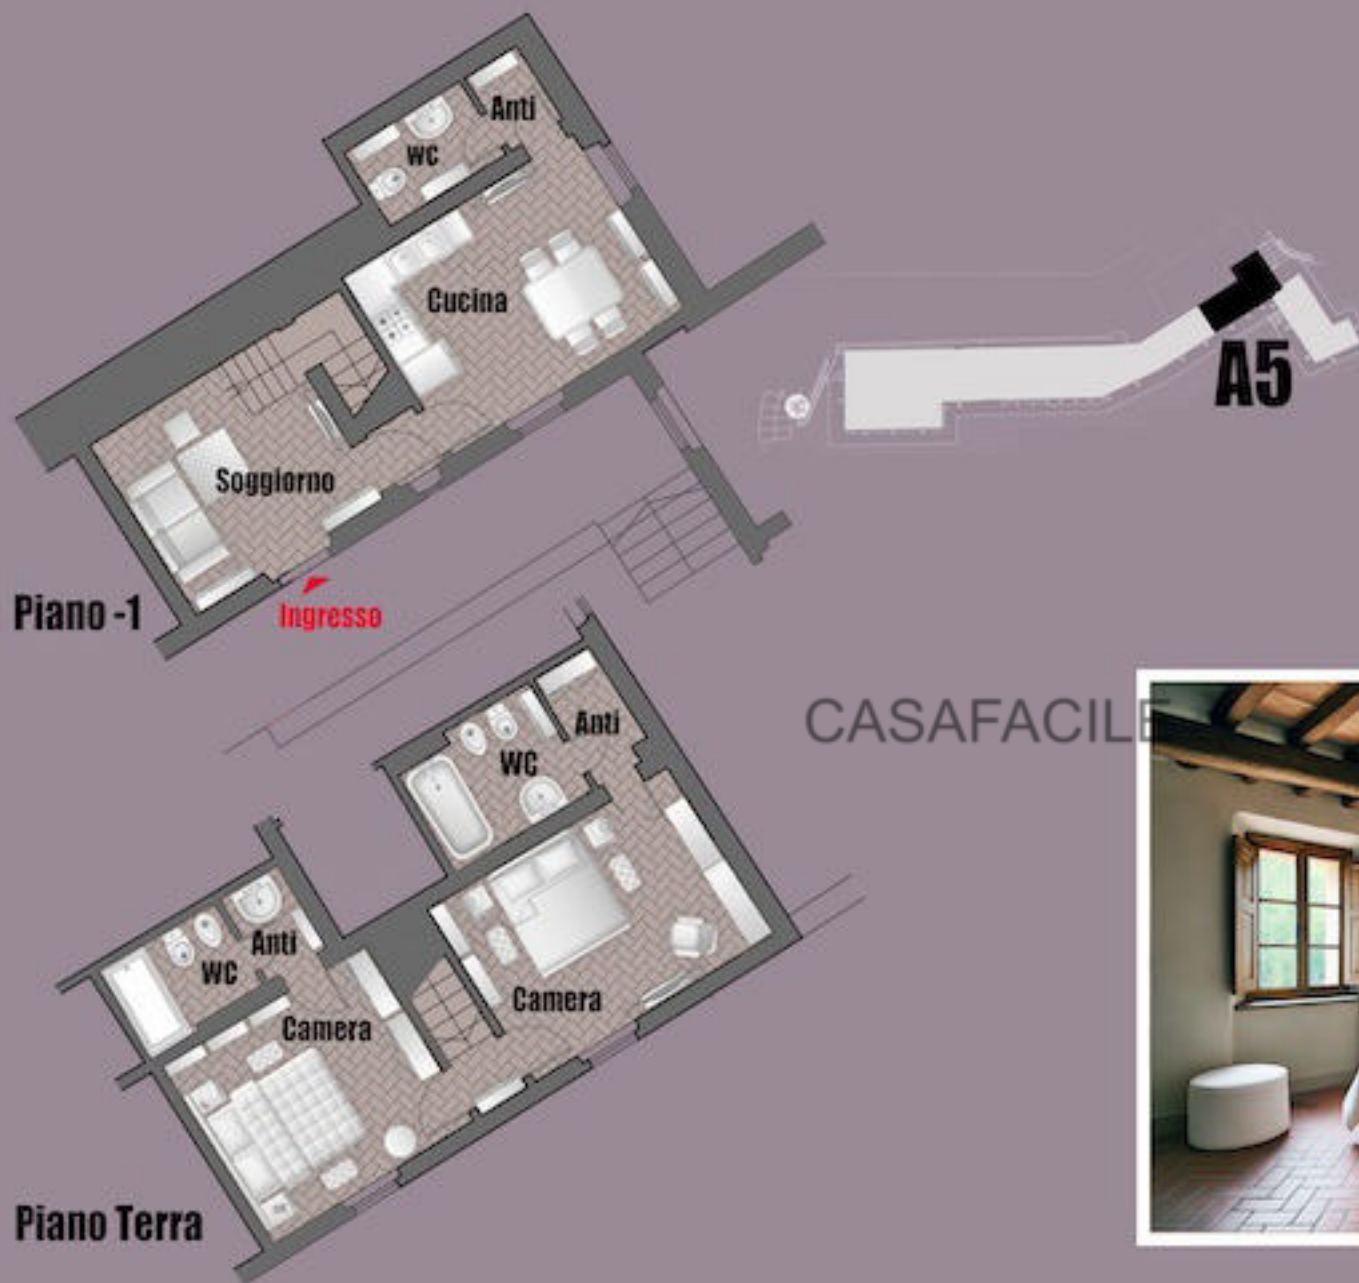 Anti
WC
Cucina
A5
Soggiorno
Piano -1
Ingresso
CASAFACILE
Anti
WC
Anti
WC
Camera
Camera
Piano Terra